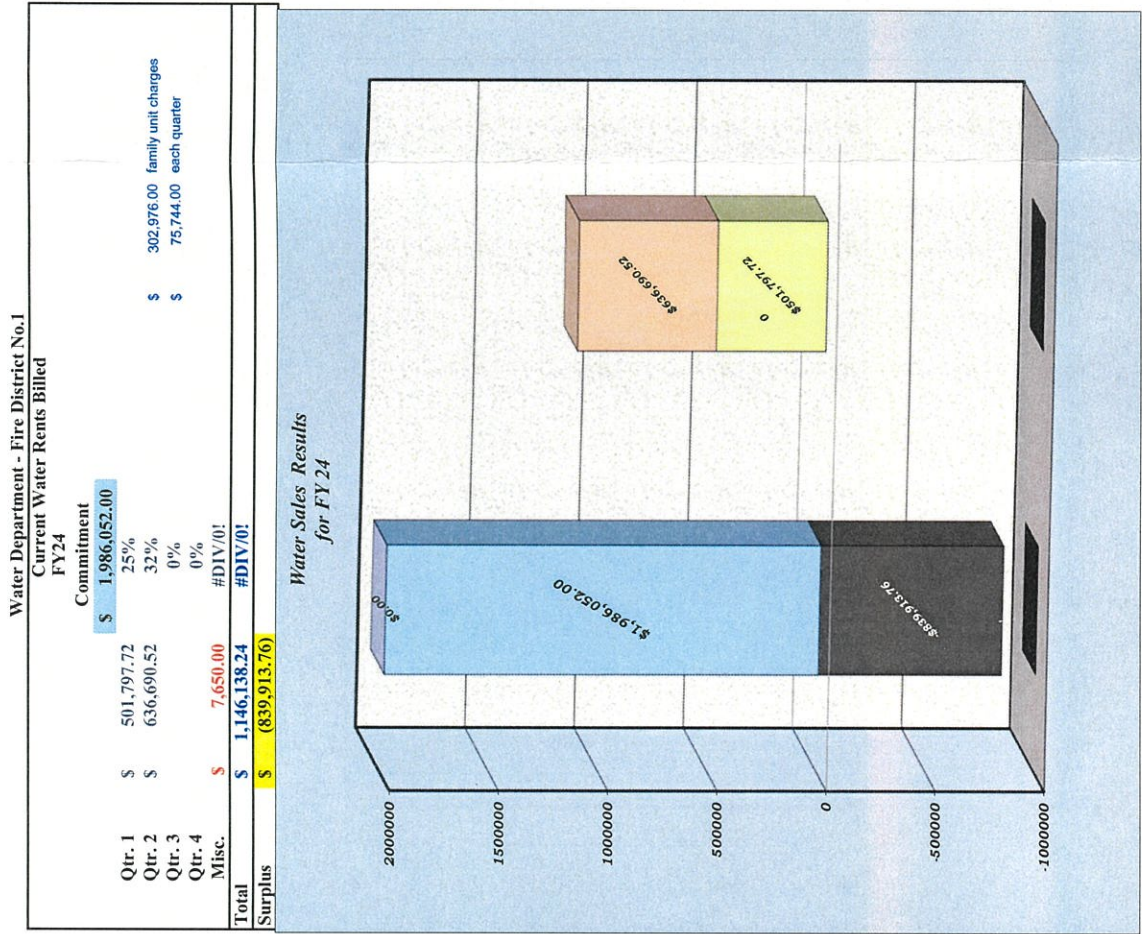 Water Department - Fire District No.1
Current Water Rents Billed
FY24
Commitment
$ 1,986,052.00
Qtr. 1 $ 501,797.72 25%
Qtr. 2 $ 636,690.52 32% $ 302,976.00 family unit charges
Qtr. 3 0% $ 75,744.00 each quarter
Qtr. 4 0%
Misc. $ 7,650.00 #DIV/0!
Total $ 1,146,138.24 #DIV/0!
Surplus $ (839,913.76)
Water Sales Results
for FY 24
2000000
1500000
1000000
500000
0
-500000
-1000000
$0.00
$1,986,052.00
-$839,913.76
$636,690.52
0
$501,797.72